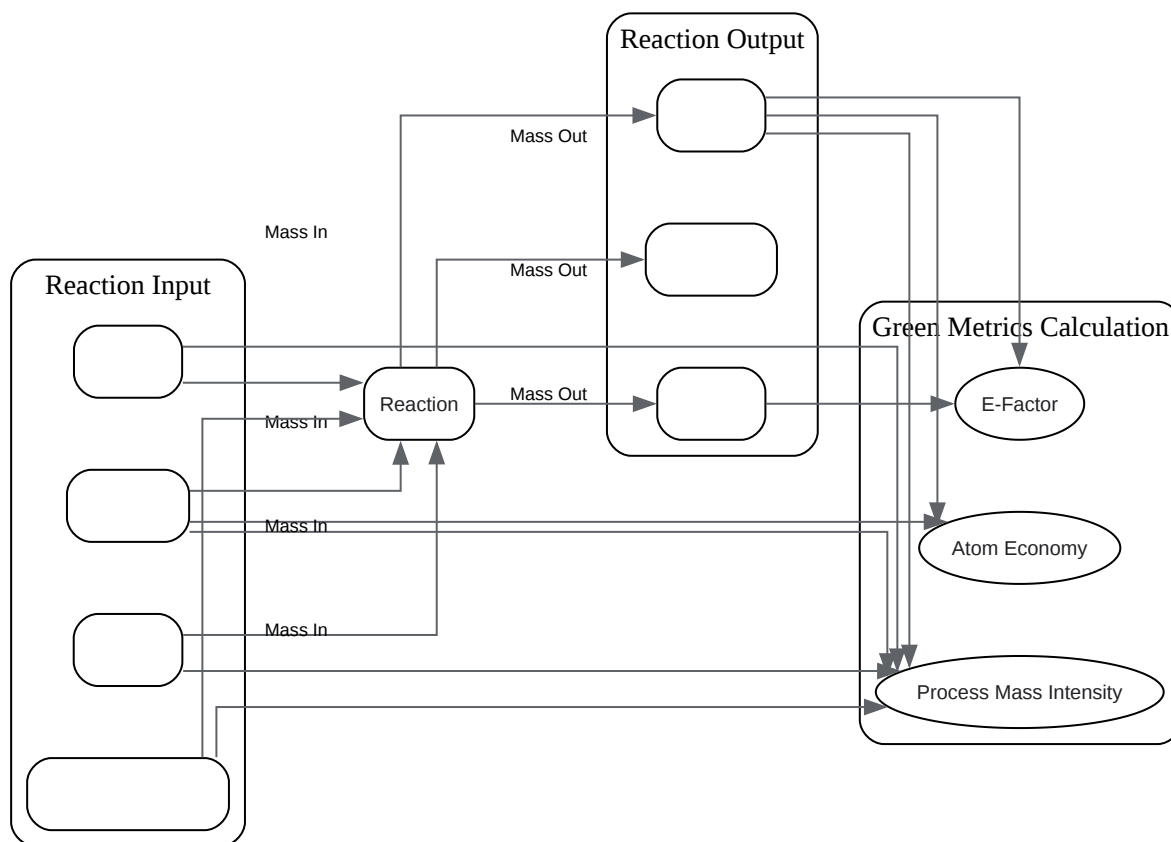 Reaction Output
Mass Out
Mass In
Mass Out
Reaction Input
Green Metrics Calculation
Mass Out
Reaction
E-Factor
Mass In
Mass In
Atom Economy
Mass In
Process Mass Intensity